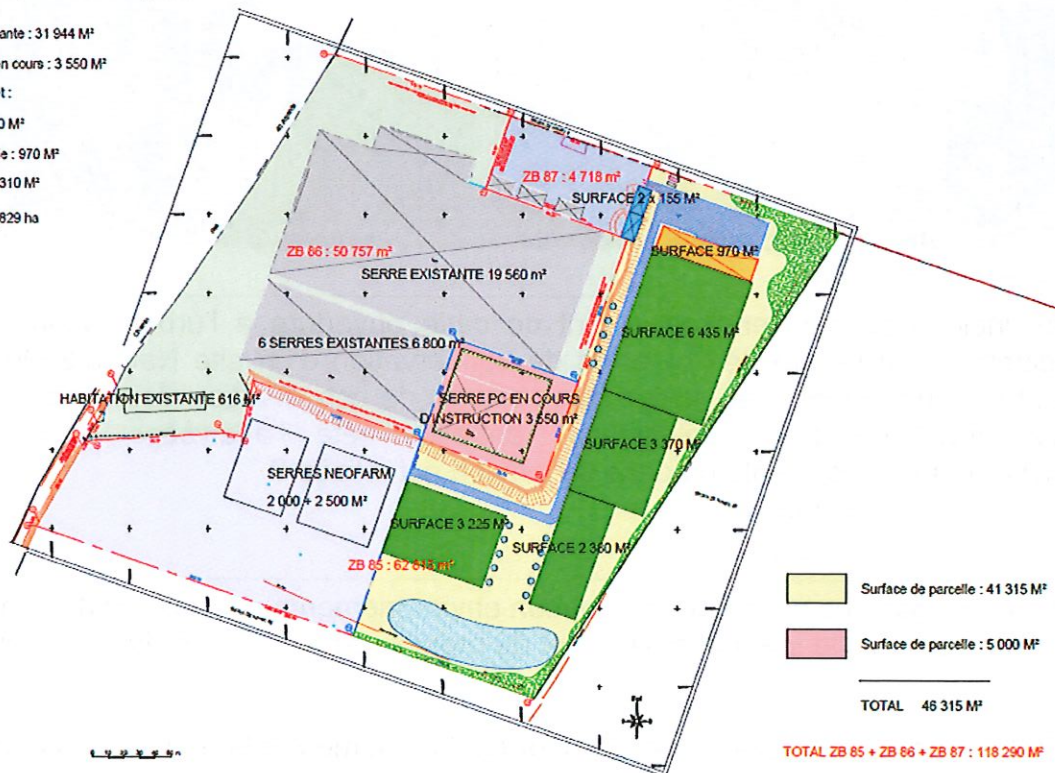 ante : 31 944 M²
en cours : 3 550 M²
t :
0 M²
e : 970 M²
310 M²
829 ha
ZB 87 : 4 718 m²
SURFACE 2 x 155 M²
ZB 86 : 50 757 m²
SERRE EXISTANTE 19 560 m²
SURFACE 970 M²
SURFACE 6 435 M²
6 SERRES EXISTANTES 6 800 m²
HABITATION EXISTANTE 616 m²
SERRE PC EN COURS
D'INSTRUCTION 3 550 m²
SURFACE 3 370 M²
SERRES NEOFARM
2 000 + 2 500 M²
SURFACE 3 225 M²
SURFACE 2 380 M²
ZB 85 : 62 815 m²
Surface de parcelle : 41 315 M²
Surface de parcelle : 5 000 M²
TOTAL 46 315 M²
TOTAL ZB 85 + ZB 86 + ZB 87 : 118 290 M²